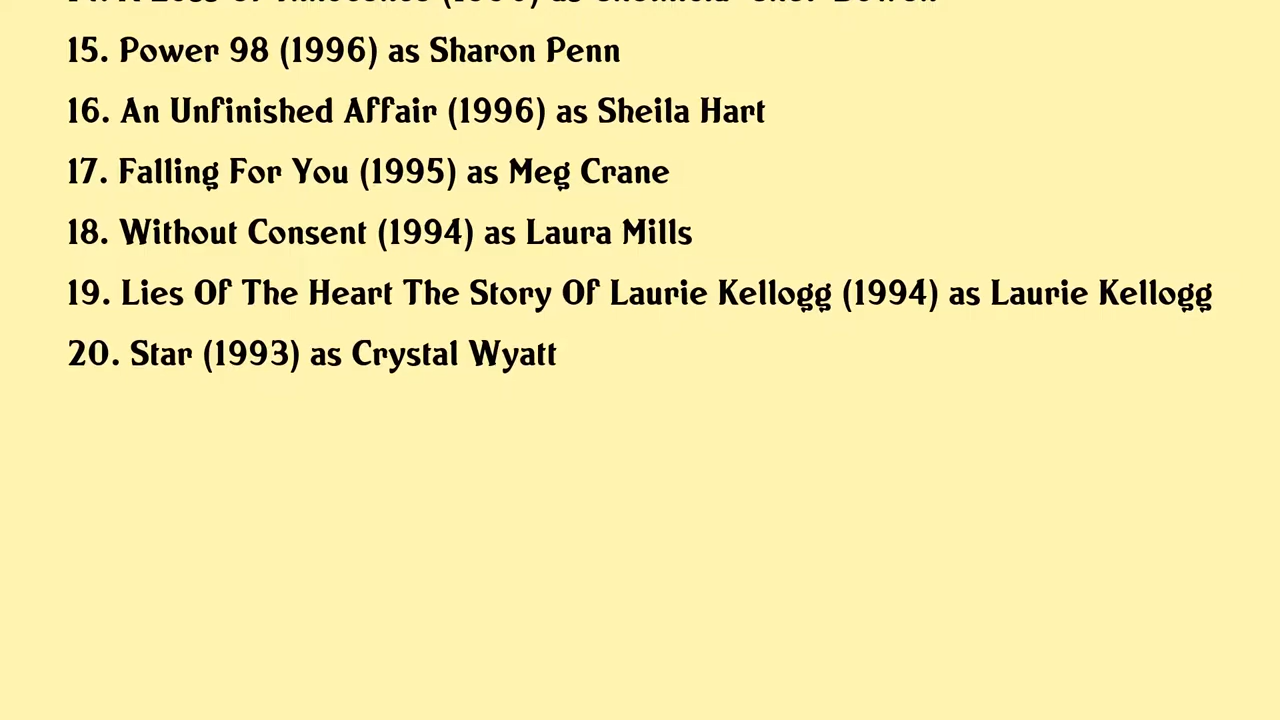 15. Power 98 (1996) as Sharon Penn
16. An Unfinished Affair (1996) as Sheila Hart
17. Falling For You (1995) as Meg Crane
18. Without Consent (1994) as Laura Mills
19. Lies Of The Heart The Story Of Laurie Kellogg (1994) as Laurie Kellogg
20. Star (1993) as Crystal Wyatt